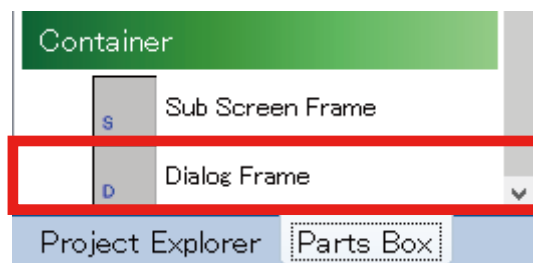 Container
S
Sub Screen Frame
D
Dialog Frame
Project Explorer Parts Box